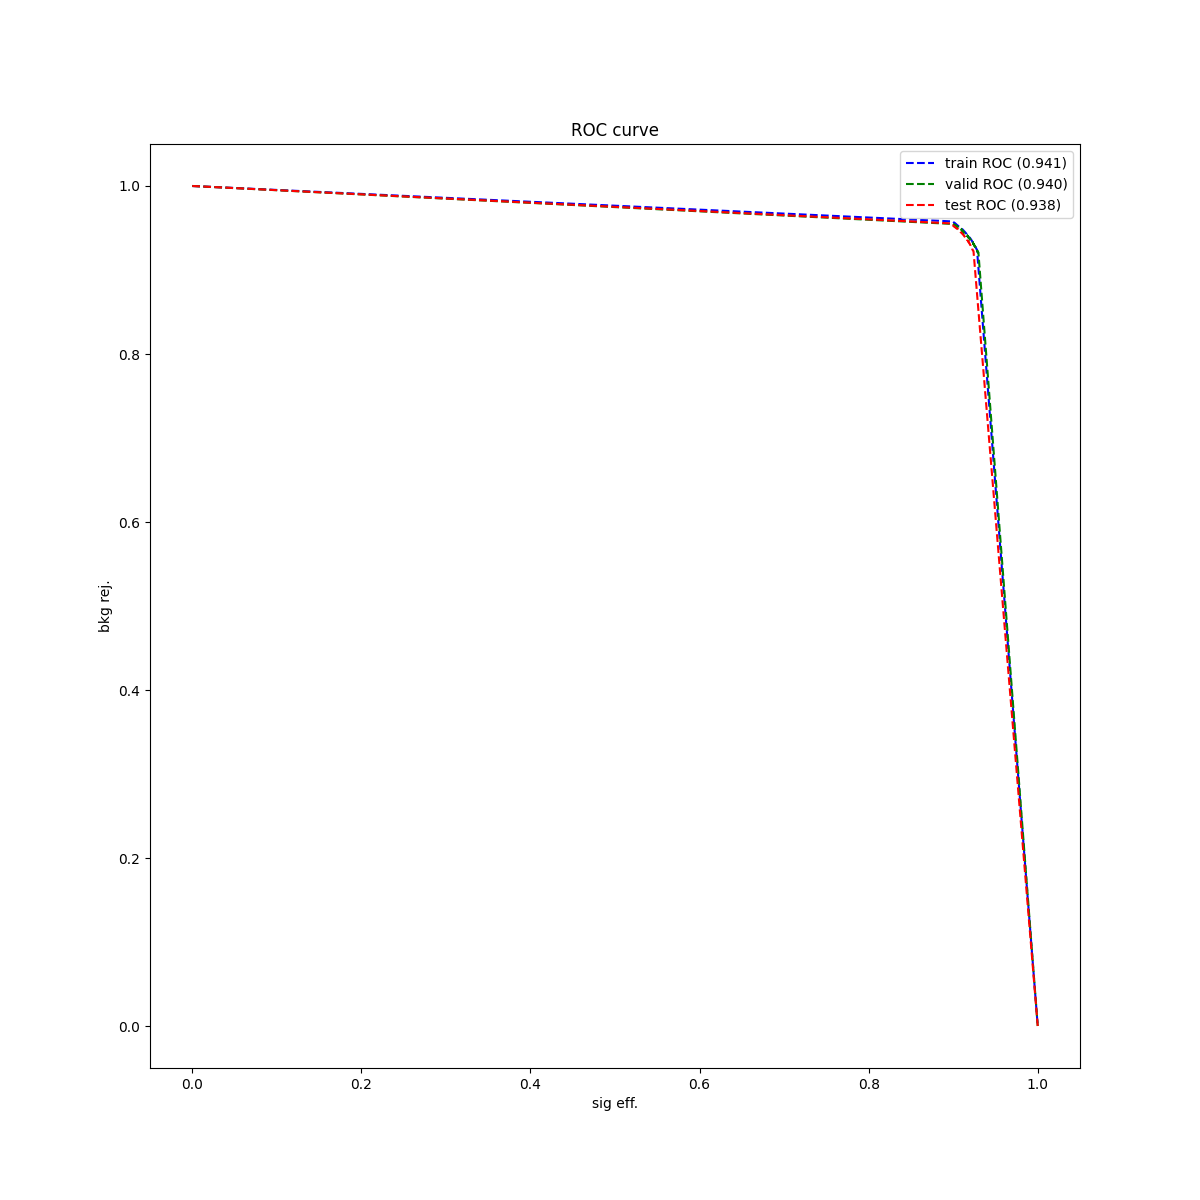 ROC curve
train ROC (0.941)
valid ROC (0.940)
test ROC (0.938)
1.0
0.8
0.6
0.4
0.2
0.0
bkg rej.
0.0 0.2 0.4 0.6 0.8 1.0
sig eff.